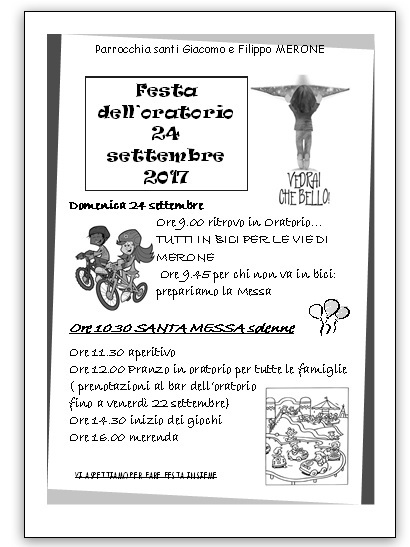 Parrocchia santi Giacomo e Filippo MERONE
Festa
dell'oratorio
24
settembre
2017
VEDRAI
CHE BELLO!
Domenica 24 settembre
Ore 9.00 ritrovo in Oratorio...
TUTTI IN BICI PER LE VIE DI
MERONE
Ore 9.45 per chi non va in bici:
prepariamo la Messa
Ore 10.30 SANTA MESSA solenne
Ore 11.30 aperitivo
Ore 12.00 Pranzo in oratorio per tutte le famiglie
( prenotazioni al bar dell'oratorio
fino a venerdì 22 settembre)
Ore 14.30 inizio dei giochi
Ore 16.00 merenda
VI ASPETTIAMO PER FARE FESTA INSIEME